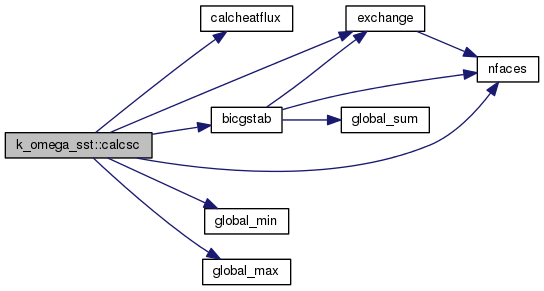 calcheatflux
exchange
nfaces
bicgstab
global_sum
k_omega_sst::calcsc
global_min
global_max